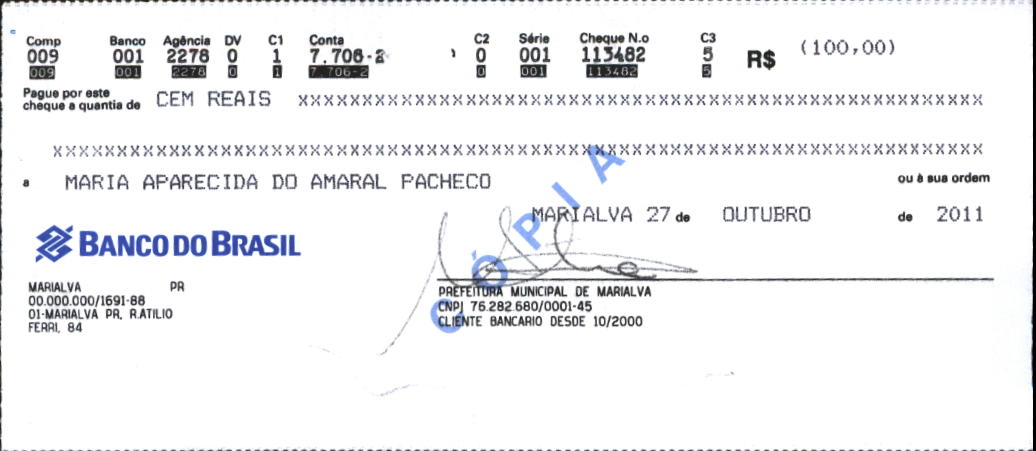 Comp Banco Agência DV C1 Conta C2 Série Cheque N.o C3
009 001 2278 0 1 7.706-2 0 001 113482 5 R$ (100,00)
009 001 2278 0 1 7.706-2 0 001 113482 5
Pague por este
cheque a quantia de CEM REAIS XXXXXXXXXXXXXXXXXXXXXXXXXXXXXXXXXXXXXXXXXXXXXXXXXXXXXXXXXX
XXXXXXXXXXXXXXXXXXXXXXXXXXXXXXXXXXXXXXXXXXXXXXXXXXXXXXXXXXXXXXXXXXXXXXXXXXXXXX
a MARIA APARECIDA DO AMARAL PACHECO ou à sua ordem
MARIALVA 27 de OUTUBRO de 2011
BANCO DO BRASIL
MARIALVA PR
00.000.000/1691-88
01-MARIALVA PR, R.ATILIO
FERRI, 84
PREFEITURA MUNICIPAL DE MARIALVA
CNPJ 76.282.680/0001-45
CLIENTE BANCARIO DESDE 10/2000
CÓPIA